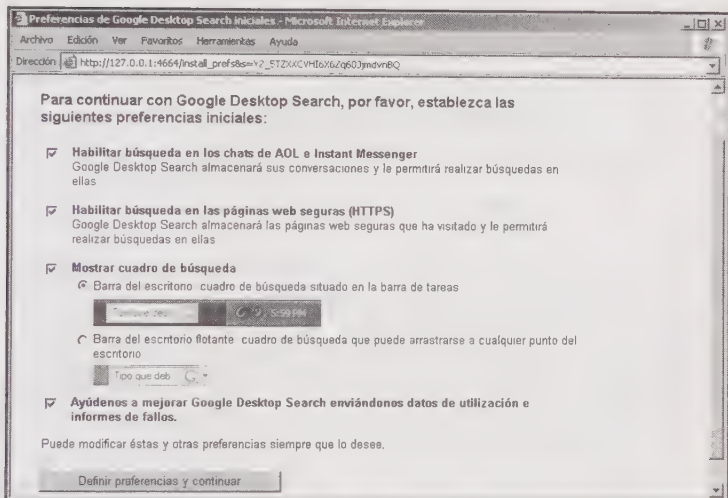 Preferencias de Google Desktop Search iniciales - Microsoft Internet Explorer
Archivo Edición Ver Favoritos Herramientas Ayuda
Dirección
Para continuar con Google Desktop Search, por favor, establezca las
siguientes preferencias iniciales:
Habilitar búsqueda en los chats de AOL e Instant Messenger
Google Desktop Search almacenará sus conversaciones y le permitirá realizar búsquedas en
ellas
Habilitar búsqueda en las páginas web seguras (HTTPS)
Google Desktop Search almacenará las páginas web seguras que ha visitado y le permitirá
realizar búsquedas en ellas
Mostrar cuadro de búsqueda
Barra del escritorio cuadro de búsqueda situado en la barra de tareas
5:59 PM
Barra del escritorio flotante cuadro de búsqueda que puede arrastrarse a cualquier punto del
escritorio
Tipo que deb G
Ayúdenos a mejorar Google Desktop Search enviándonos datos de utilización e
informes de fallos.
Puede modificar éstas y otras preferencias siempre que lo desee.
Definir preferencias y continuar